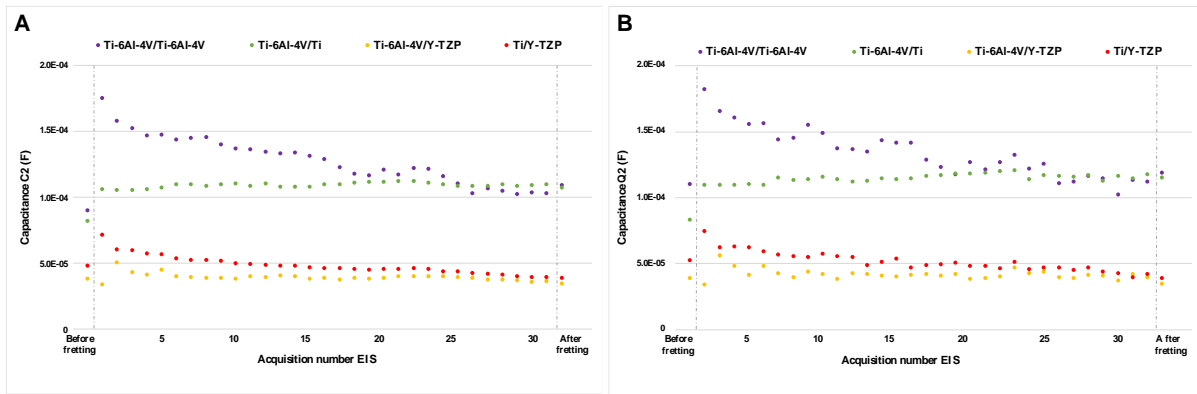 A
Ti-6Al-4V/Ti-6Al-4V Ti-6Al-4V/Ti Ti-6Al-4V/Y-TZP Ti/Y-TZP
2.0E-04
1.5E-04
1.0E-04
5.0E-05
0
Capacitance C2 (F)
Before fretting 5 10 15 20 25 30 After fretting
Acquisition number EIS
B
Ti-6Al-4V/Ti-6Al-4V Ti-6Al-4V/Ti Ti-6Al-4V/Y-TZP Ti/Y-TZP
2.0E-04
1.5E-04
1.0E-04
5.0E-05
0
Capacitance Q2 (F)
Before fretting 5 10 15 20 25 30 A fter fretting
Acquisition number EIS